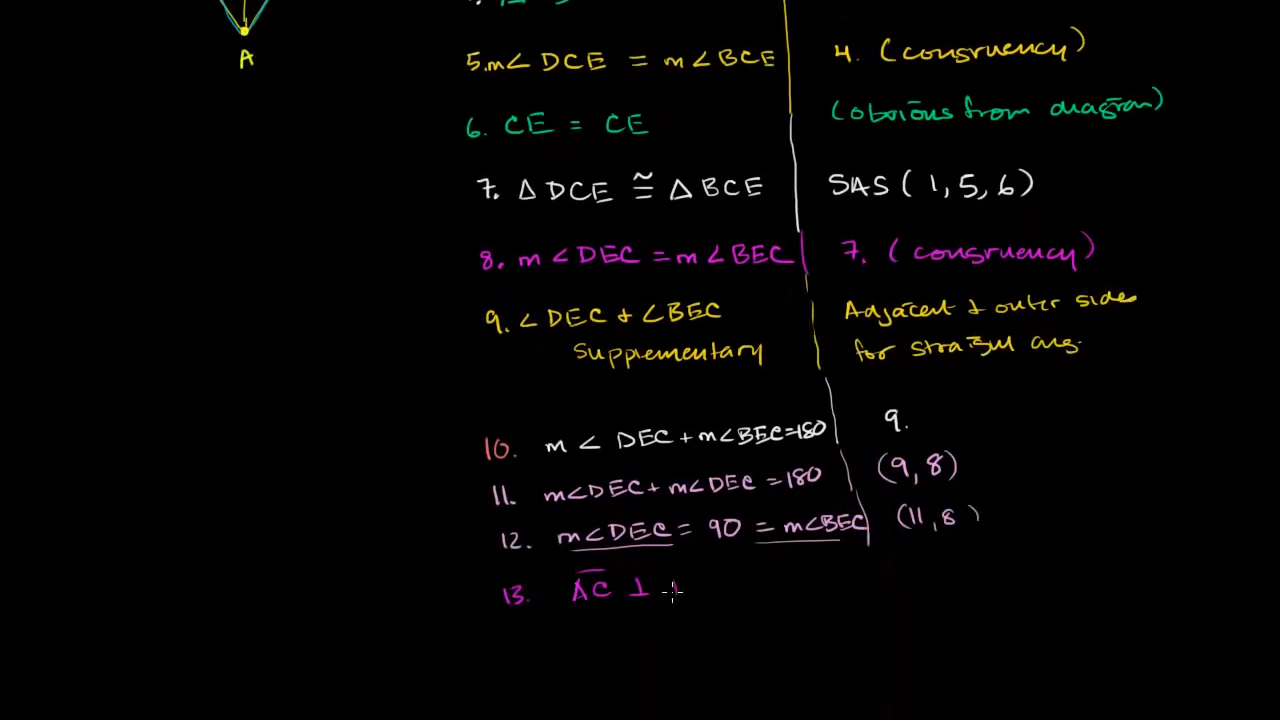 A
5. m∠ DCE = m∠BCE 4. (congruency)
6. CE = CE (obvious from diagram)
7. Δ DCE ≅ Δ BCE SAS (1, 5, 6)
8. m ∠DEC = m ∠BEC 7. (congruency)
9. ∠ DEC + ∠BEC Adjacent + outer sides
supplementary for straight ang.
10. m ∠ DEC + m∠BEC = 180 9.
11. m∠DEC + m∠DEC = 180 (9, 8)
12. m∠DEC = 90 = m∠BEC (11, 8)
13. AC ⊥